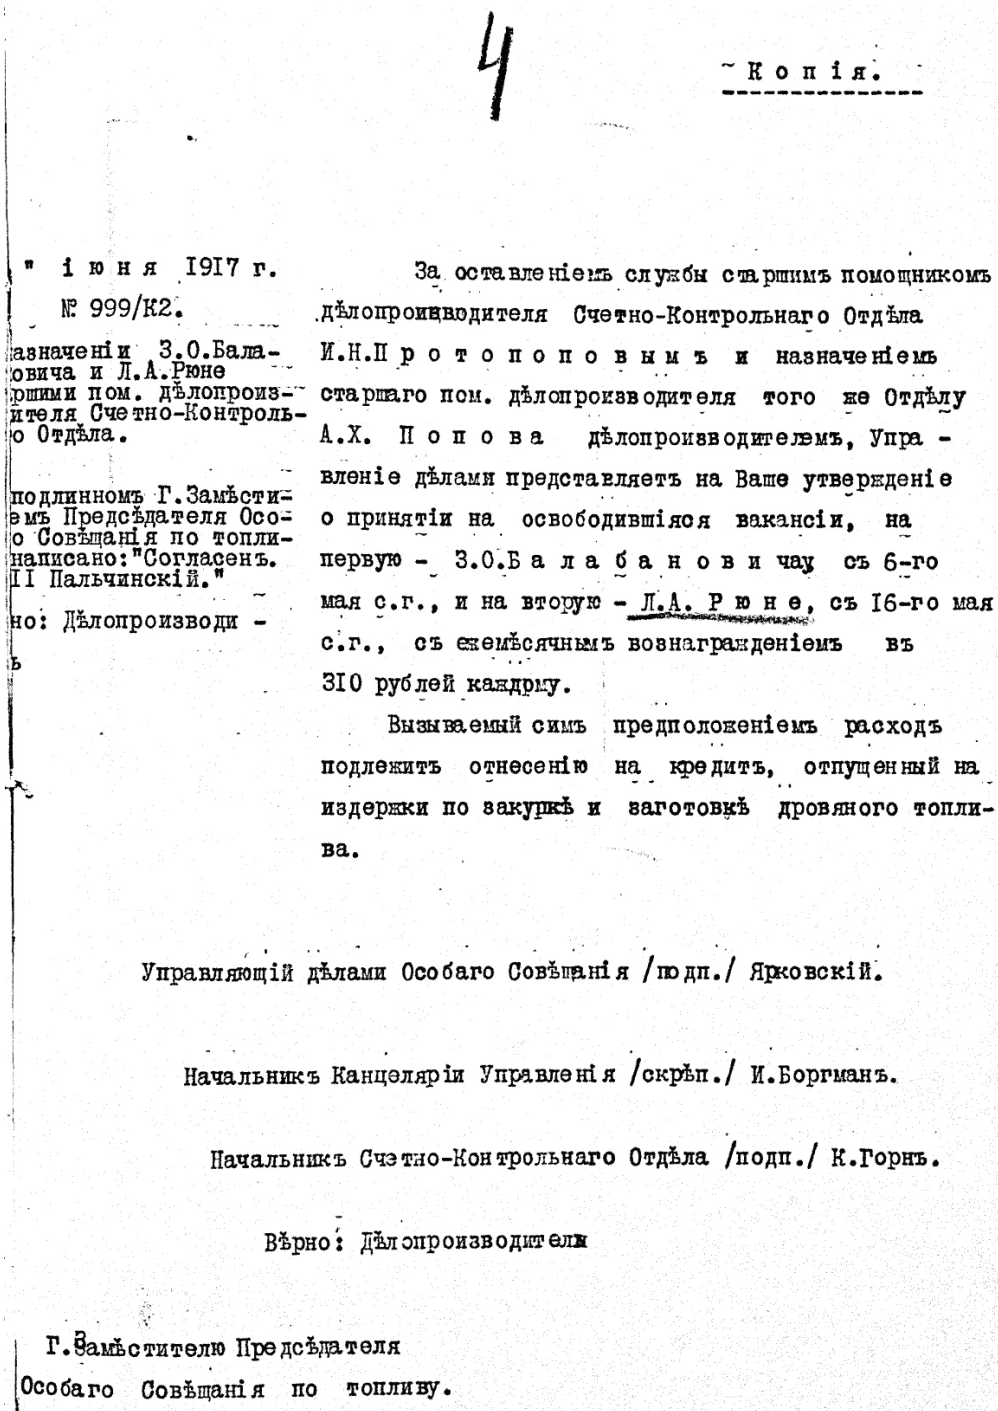 4
Копія.
" іюня 1917 г.
№ 999/К2.
азначеніи З.О.Бала-
овича и Л.А.Рюне
ршими пом. дѣлопроиз-
ителя Счетно-Контроль-
о Отдѣла.
подлинномъ Г.Замѣсти-
емъ Предсѣдателя Осо-
о Совѣщанія по топли-
написано:"Согласенъ.
П Пальчинскій."
но: Дѣлопроизводи -
ь
За оставленіемъ службы старшимъ помощникомъ
дѣлопроизводителя Счетно-Контрольнаго Отдѣла
И.Н.Протопоповымъ и назначеніемъ
старшаго пом. дѣлопроизводителя того же Отдѣлу
А.Х. Попова дѣлопроизводителемъ, Упра -
вленіе дѣлами представляетъ на Ваше утвержденіе
о принятіи на освободившіяся вакансіи, на
первую - З.О.Балабановичау съ 6-го
мая с.г., и на вторую - Л.А. Рюне, съ 16-го мая
с.г., съ ежемѣсячнымъ вознагражденіемъ въ
310 рублей каждрму.
Вызываемый симъ предположеніемъ расходъ
подлежитъ отнесенію на кредитъ, отпущенный на
издержки по закупкѣ и заготовкѣ дровяного топли-
ва.
Управляющій дѣлами Особаго Совѣщанія /подп./ Ярковскій.
Начальникъ Канцеляріи Управленія /скрѣп./ И.Боргманъ.
Начальникъ Счетно-Контрольнаго Отдѣла /подп./ К.Горнъ.
Вѣрно: Дѣлопроизводитель
Г.Замѣстителю Предсѣдателя
Особаго Совѣщанія по топливу.